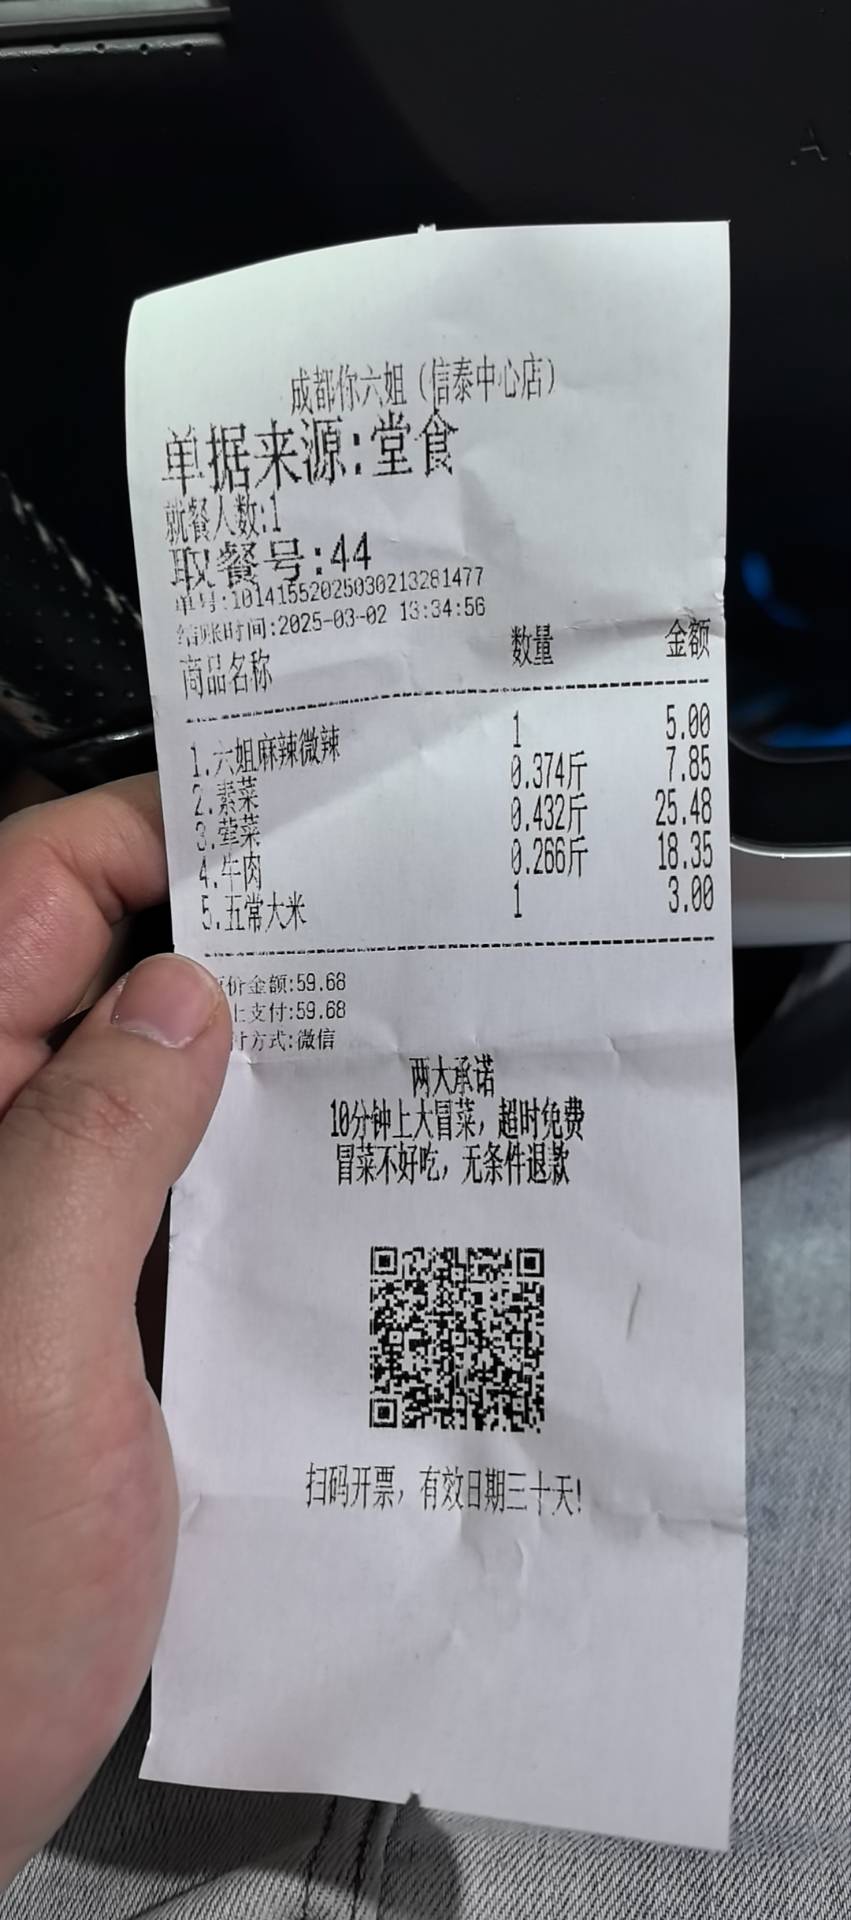 成都你六姐（信泰中心店）
单据来源:堂食
就餐人数:1
取餐号:44
单号:10141552025030213281477
结账时间:2025-03-02 13:34:56
商品名称 数量 金额
1.六姐麻辣微辣 1 5.00
2.素菜 0.374斤 7.85
3.荤菜 0.432斤 25.48
4.牛肉 0.266斤 18.35
5.五常大米 1 3.00
价金额:59.68
上支付:59.68
付方式:微信
两大承诺
10分钟上大冒菜，超时免费
冒菜不好吃，无条件退款
扫码开票，有效日期三十天!